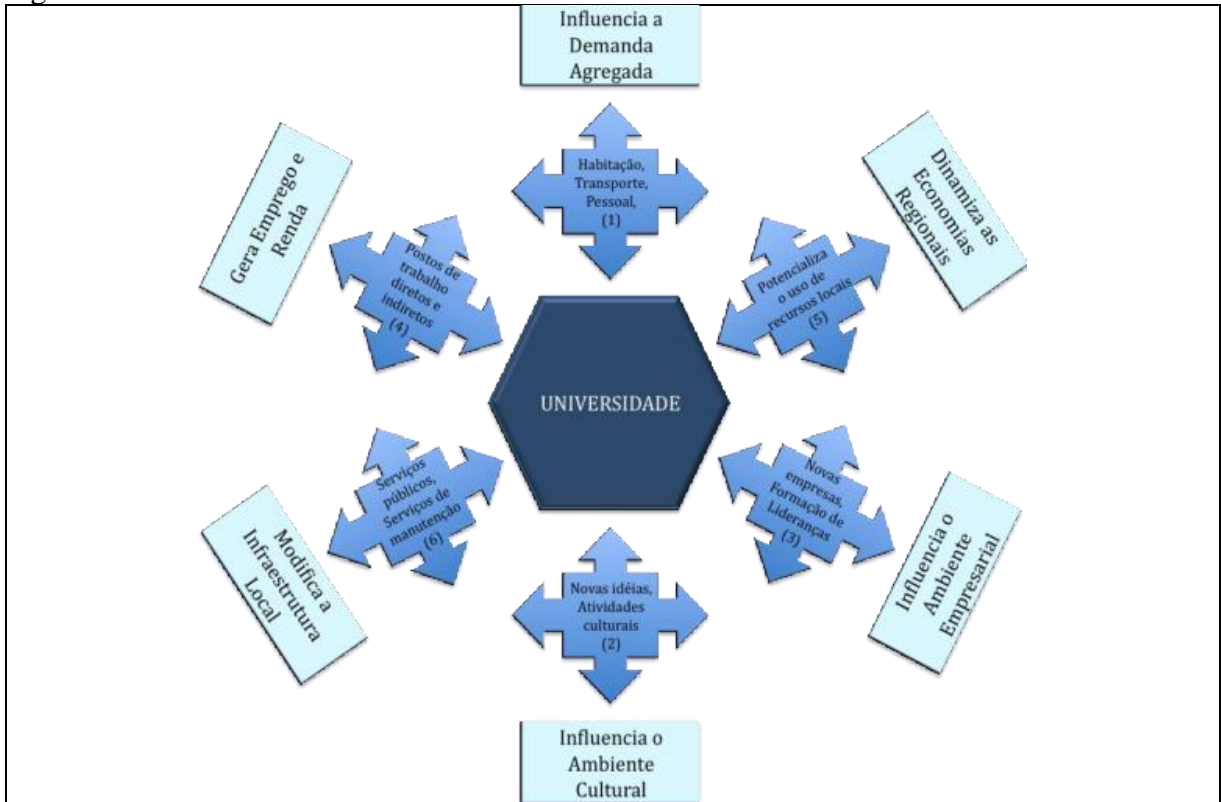 Influencia a
Demanda
Agregada
Habitação,
Transporte,
Pessoal,
(1)
Gera Emprego e
Renda
Postos de
trabalho
diretos e
indiretos
(4)
Dinamiza as
Economias
Regionais
Potencializa
o uso de
recursos locais
(5)
UNIVERSIDADE
Modifica a
Infraestrutura
Local
Serviços
públicos,
Serviços de
manutenção
(6)
Novas
empresas,
Formação de
Lideranças
(3)
Influencia o
Ambiente
Empresarial
Novas idéias,
Atividades
culturais
(2)
Influencia o
Ambiente
Cultural